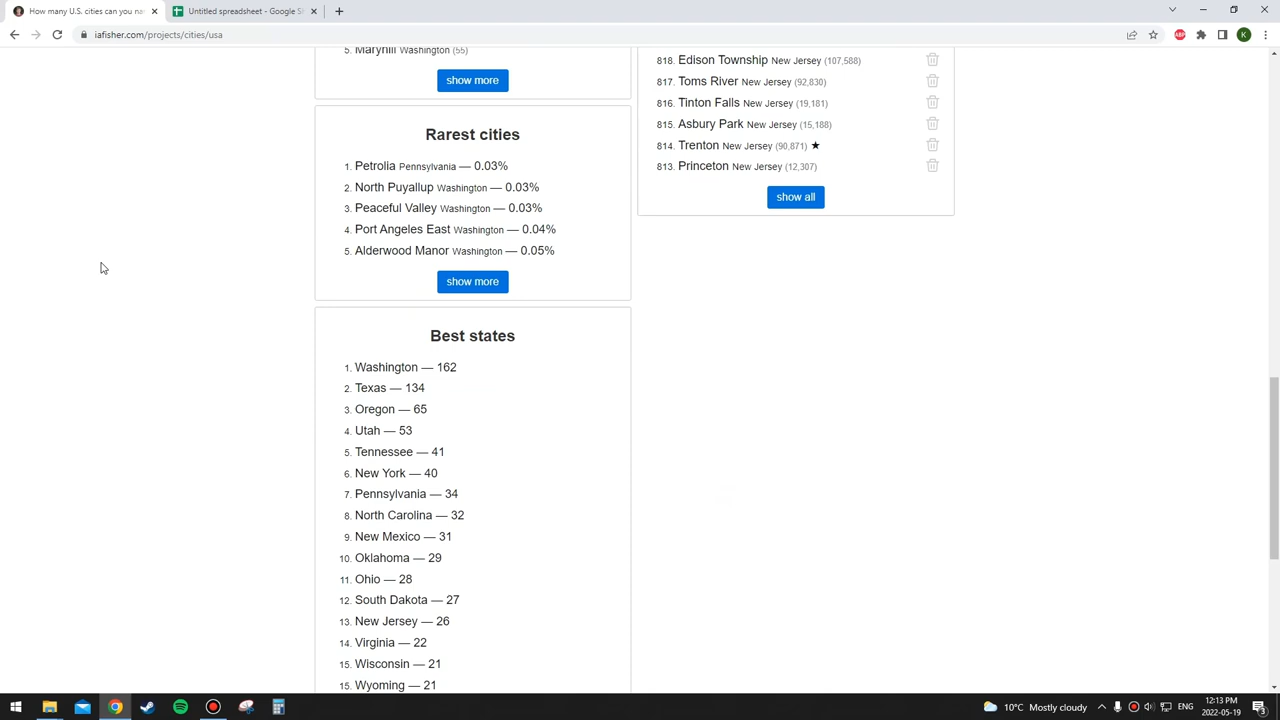 How many U.S. cities can you na
Untitled spreadsheet - Google S
iafisher.com/projects/cities/usa
ABP
K
5. Maryhill Washington (55)
show more
Rarest cities
1. Petrolia Pennsylvania — 0.03%
2. North Puyallup Washington — 0.03%
3. Peaceful Valley Washington — 0.03%
4. Port Angeles East Washington — 0.04%
5. Alderwood Manor Washington — 0.05%
show more
Best states
1. Washington — 162
2. Texas — 134
3. Oregon — 65
4. Utah — 53
5. Tennessee — 41
6. New York — 40
7. Pennsylvania — 34
8. North Carolina — 32
9. New Mexico — 31
10. Oklahoma — 29
11. Ohio — 28
12. South Dakota — 27
13. New Jersey — 26
14. Virginia — 22
15. Wisconsin — 21
15. Wyoming — 21
818. Edison Township New Jersey (107,588)
817. Toms River New Jersey (92,830)
816. Tinton Falls New Jersey (19,181)
815. Asbury Park New Jersey (15,188)
814. Trenton New Jersey (90,871) ★
813. Princeton New Jersey (12,307)
show all
10°C Mostly cloudy
ENG
12:13 PM
2022-05-19
3